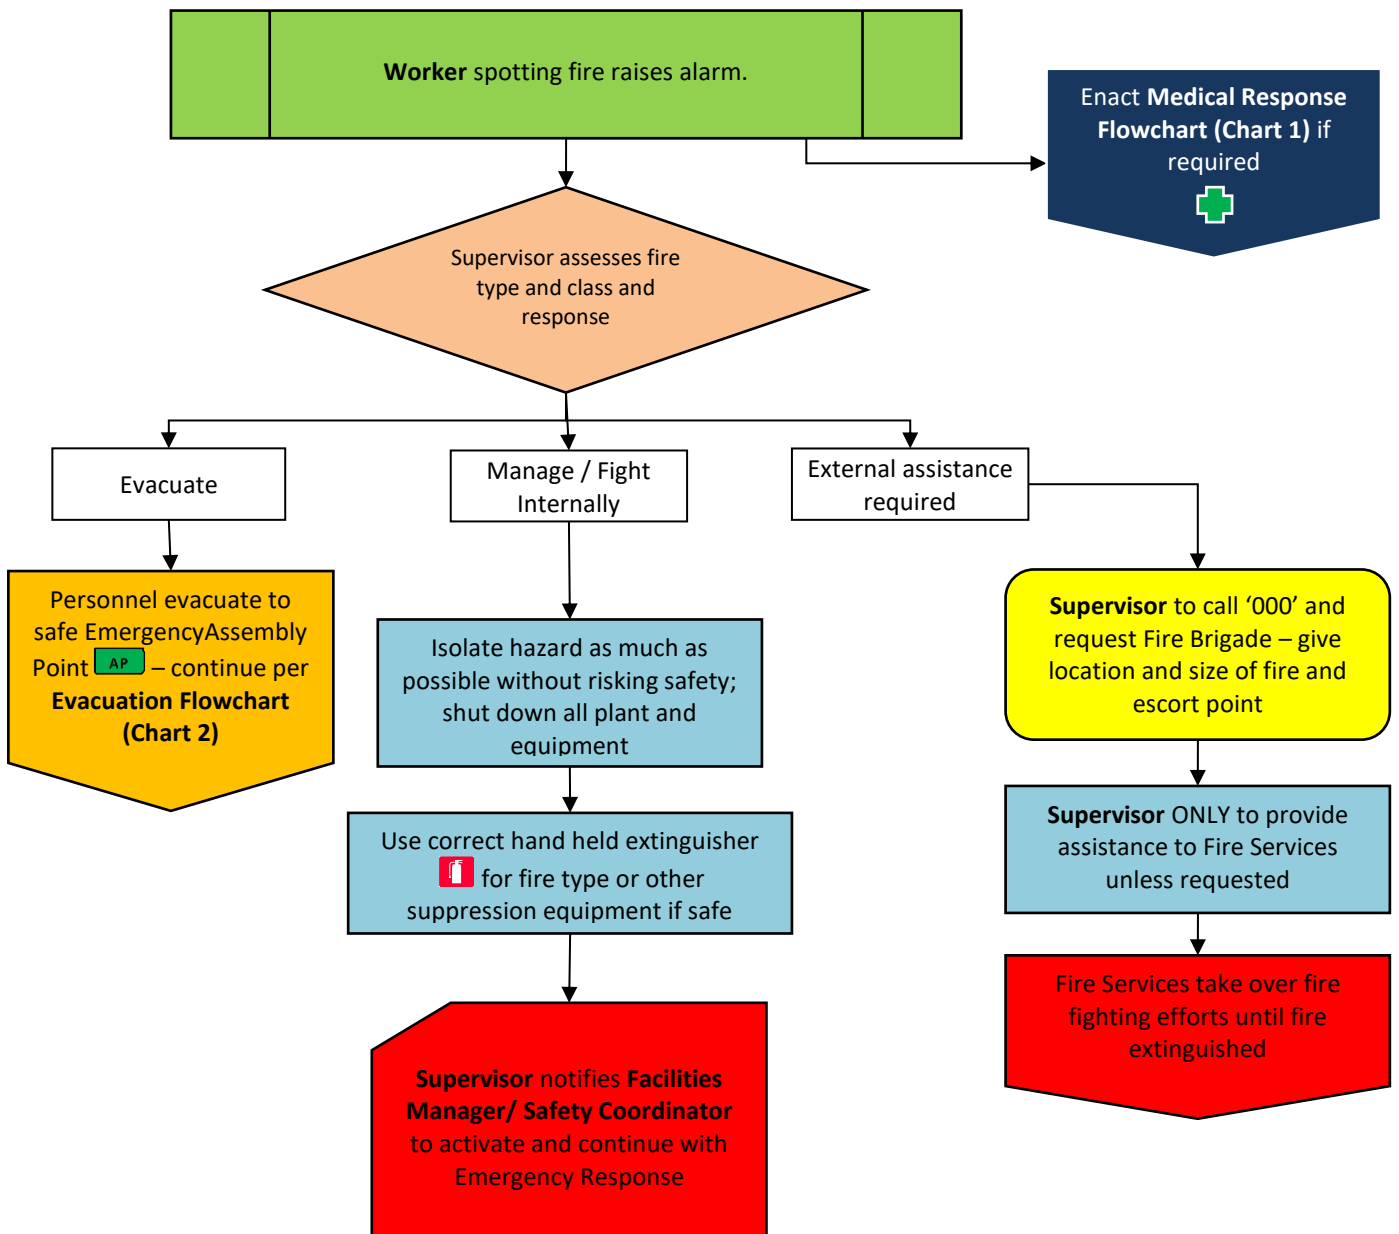 Worker spotting fire raises alarm.
Enact Medical Response
Flowchart (Chart 1) if
required
Supervisor assesses fire
type and class and
response
Evacuate
Manage / Fight
Internally
External assistance
required
Personnel evacuate to
safe EmergencyAssembly
Point AP – continue per
Evacuation Flowchart
(Chart 2)
Isolate hazard as much as
possible without risking safety;
shut down all plant and
equipment
Use correct hand held extinguisher
for fire type or other
suppression equipment if safe
Supervisor notifies Facilities
Manager/ Safety Coordinator
to activate and continue with
Emergency Response
Supervisor to call ‘000’ and
request Fire Brigade – give
location and size of fire and
escort point
Supervisor ONLY to provide
assistance to Fire Services
unless requested
Fire Services take over fire
fighting efforts until fire
extinguished